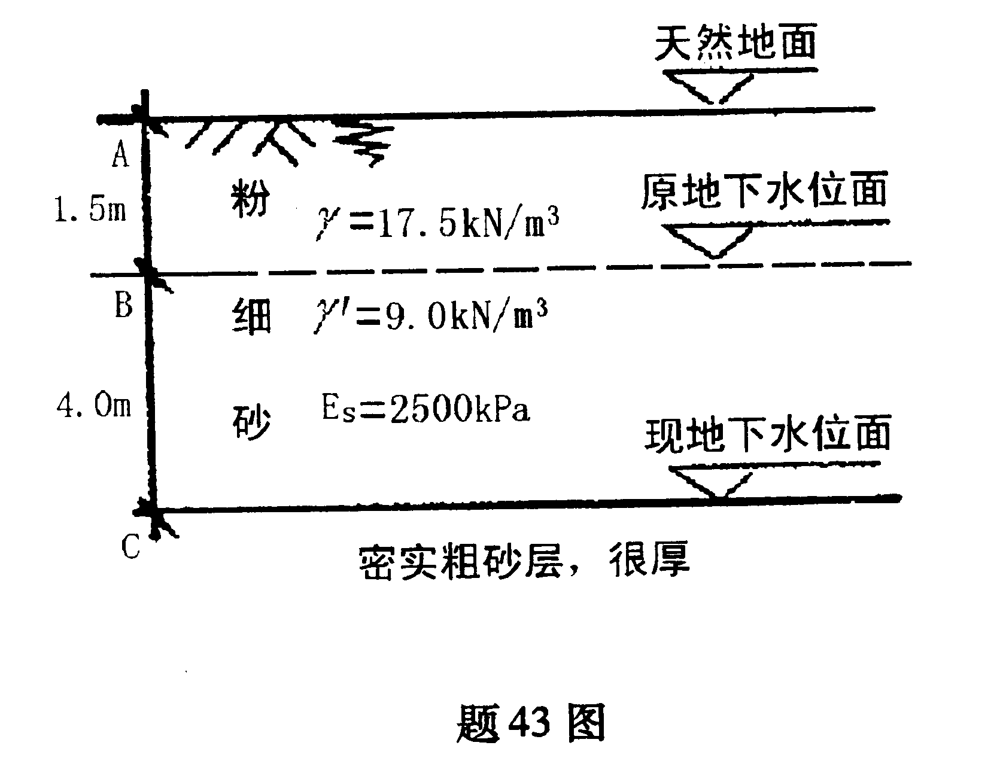 天然地面
A
1.5m
粉
γ=17.5kN/m³
原地下水位面
B
细
γ'=9.0kN/m³
4.0m
砂
Es=2500kPa
现地下水位面
C
密实粗砂层，很厚
题43 图